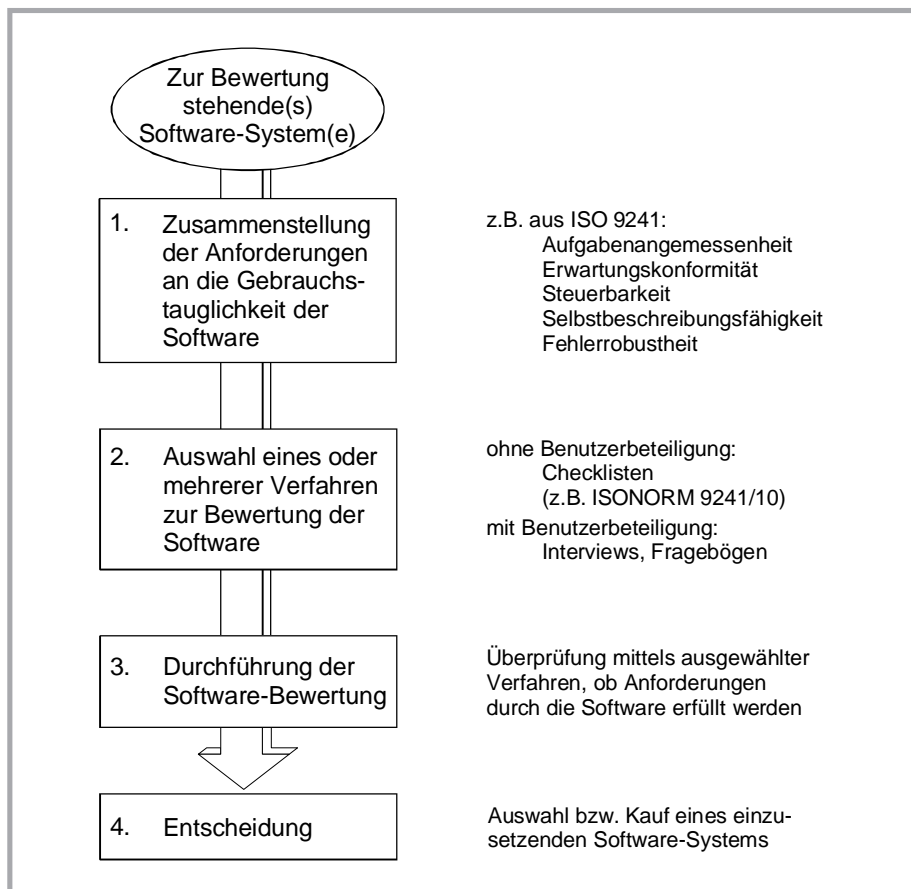 Zur Bewertung
stehende(s)
Software-System(e)
1. Zusammenstellung
der Anforderungen
an die Gebrauchs-
tauglichkeit der
Software
z.B. aus ISO 9241:
Aufgabenangemessenheit
Erwartungskonformität
Steuerbarkeit
Selbstbeschreibungsfähigkeit
Fehlerrobustheit
2. Auswahl eines oder
mehrerer Verfahren
zur Bewertung der
Software
ohne Benutzerbeteiligung:
Checklisten
(z.B. ISONORM 9241/10)
mit Benutzerbeteiligung:
Interviews, Fragebögen
3. Durchführung der
Software-Bewertung
Überprüfung mittels ausgewählter
Verfahren, ob Anforderungen
durch die Software erfüllt werden
4. Entscheidung
Auswahl bzw. Kauf eines einzu-
setzenden Software-Systems